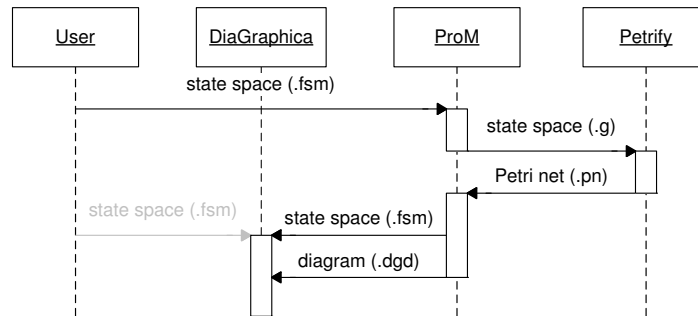 User
DiaGraphica
ProM
Petrify
state space (.fsm)
state space (.g)
Petri net (.pn)
state space (.fsm)
state space (.fsm)
diagram (.dgd)